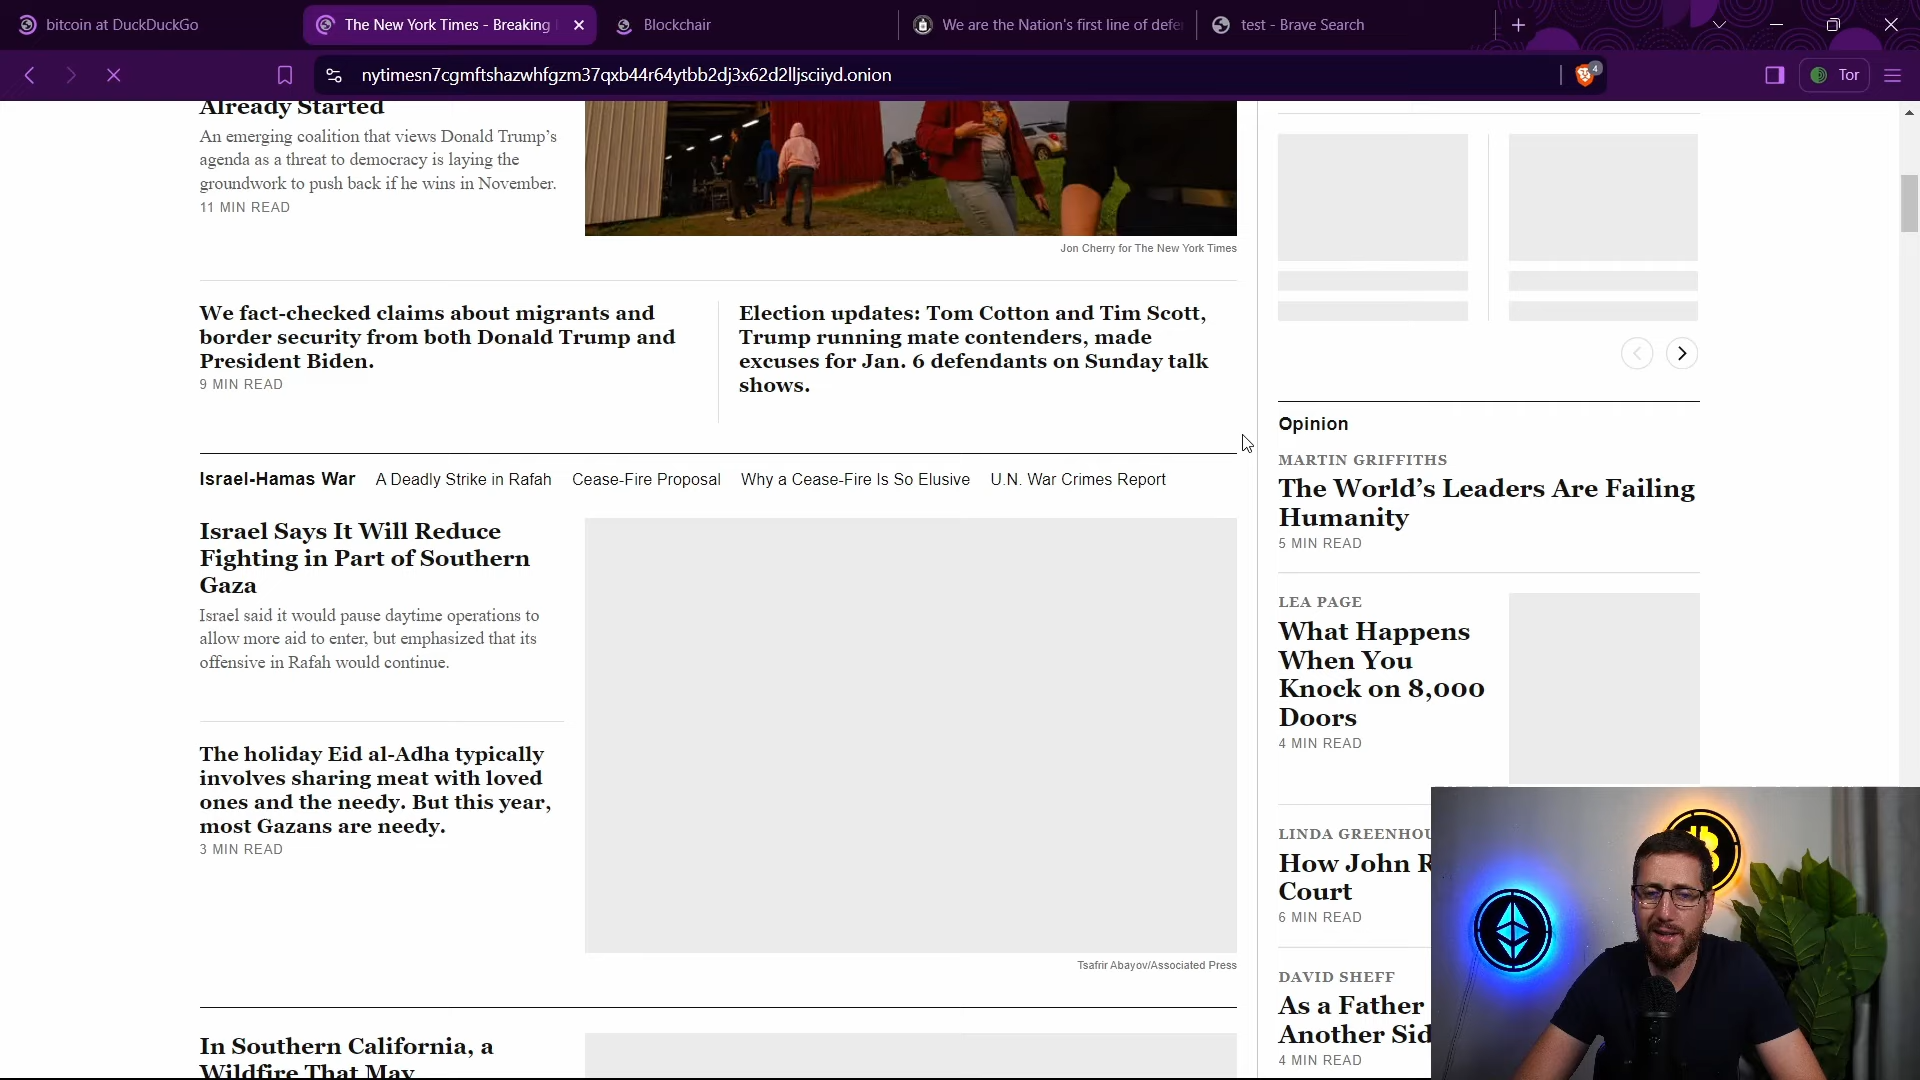 bitcoin at DuckDuckGo
The New York Times - Breaking
Blockchair
We are the Nation's first line of defe
test - Brave Search
nytimesn7cgmftshazwhfgzm37qxb44r64ytbb2dj3x62d2lljsciiyd.onion
4
Tor
Already Started
An emerging coalition that views Donald Trump's
agenda as a threat to democracy is laying the
groundwork to push back if he wins in November.
11 MIN READ
Jon Cherry for The New York Times
We fact-checked claims about migrants and
border security from both Donald Trump and
President Biden.
9 MIN READ
Election updates: Tom Cotton and Tim Scott,
Trump running mate contenders, made
excuses for Jan. 6 defendants on Sunday talk
shows.
Israel-Hamas War A Deadly Strike in Rafah Cease-Fire Proposal Why a Cease-Fire Is So Elusive U.N. War Crimes Report
Israel Says It Will Reduce
Fighting in Part of Southern
Gaza
Israel said it would pause daytime operations to
allow more aid to enter, but emphasized that its
offensive in Rafah would continue.
The holiday Eid al-Adha typically
involves sharing meat with loved
ones and the needy. But this year,
most Gazans are needy.
3 MIN READ
Tsafrir Abayov/Associated Press
In Southern California, a
Wildfire That May
Opinion
MARTIN GRIFFITHS
The World's Leaders Are Failing
Humanity
5 MIN READ
LEA PAGE
What Happens
When You
Knock on 8,000
Doors
4 MIN READ
LINDA GREENHOU
How John R
Court
6 MIN READ
DAVID SHEFF
As a Father
Another Sid
4 MIN READ